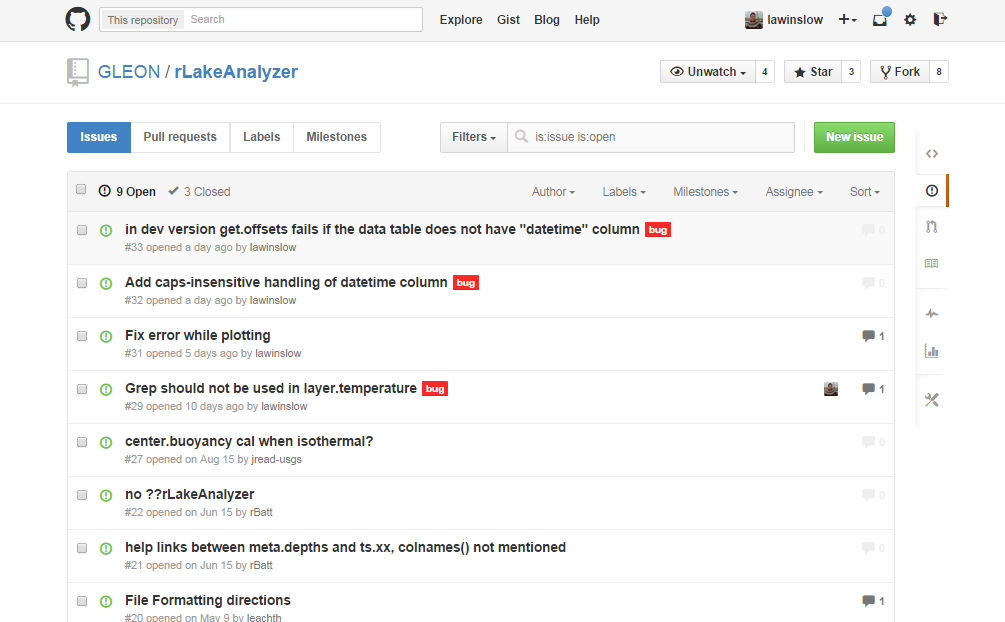 This repository Search Explore Gist Blog Help lawinslow
GLEON / rLakeAnalyzer Unwatch 4 Star 3 Fork 8
Issues Pull requests Labels Milestones Filters is:issue is:open New issue
9 Open 3 Closed Author Labels Milestones Assignee Sort
in dev version get.offsets fails if the data table does not have "datetime" column bug 0
#33 opened a day ago by lawinslow
Add caps-insensitive handling of datetime column bug 0
#32 opened a day ago by lawinslow
Fix error while plotting 1
#31 opened 5 days ago by lawinslow
Grep should not be used in layer.temperature bug 1
#29 opened 10 days ago by lawinslow
center.buoyancy cal when isothermal? 0
#27 opened on Aug 15 by jread-usgs
no ??rLakeAnalyzer 0
#22 opened on Jun 15 by rBatt
help links between meta.depths and ts.xx, colnames() not mentioned 0
#21 opened on Jun 15 by rBatt
File Formatting directions 1
#20 opened on May 9 by leachth